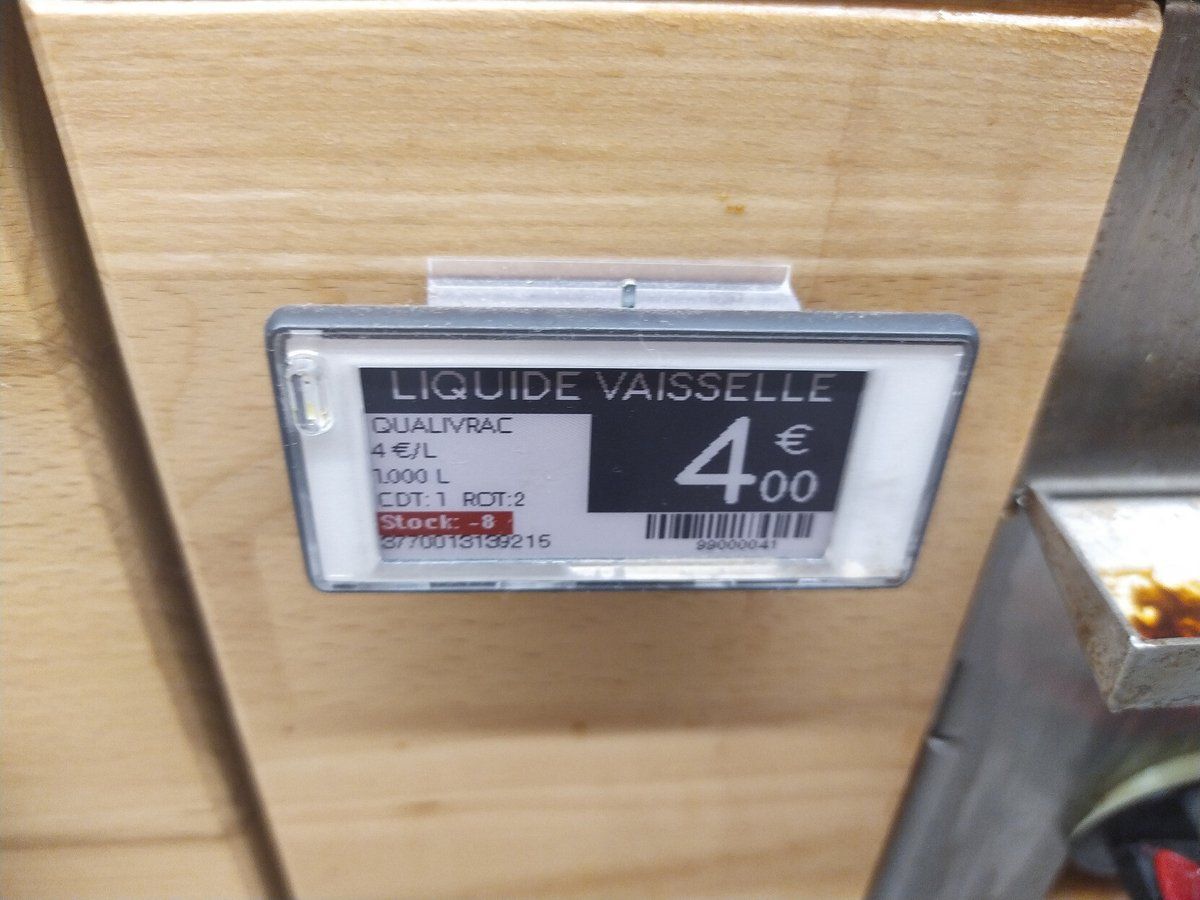 LIQUIDE VAISSELLE
QUALIVRAC
4 €/L
1.000 L
CDT: 1 ROT:2
Stock: -8
3770013139215
4 €
00
99000041